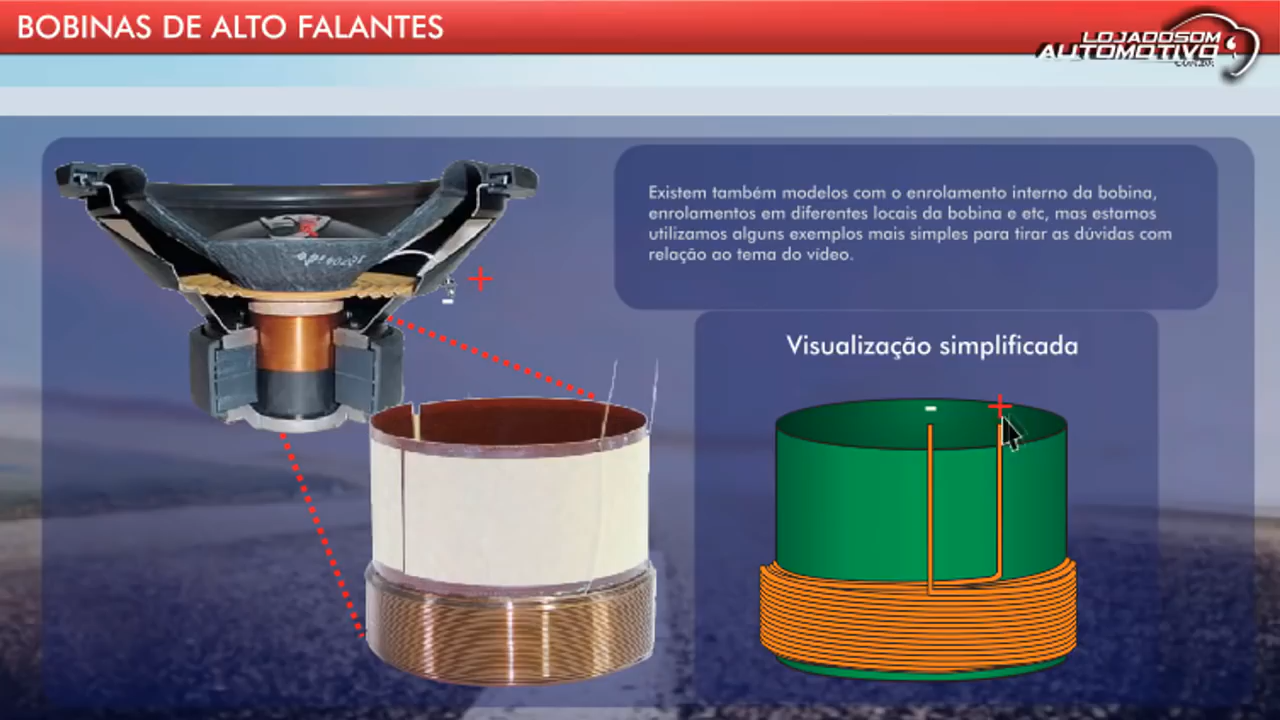 BOBINAS DE ALTO FALANTES
LOJADOSOM
AUTOMOTIVO
Existem também modelos com o enrolamento interno da bobina,
enrolamentos em diferentes locais da bobina e etc, mas estamos
utilizamos alguns exemplos mais simples para tirar as dúvidas com
relação ao tema do vídeo.
+
-
Visualização simplificada
- +